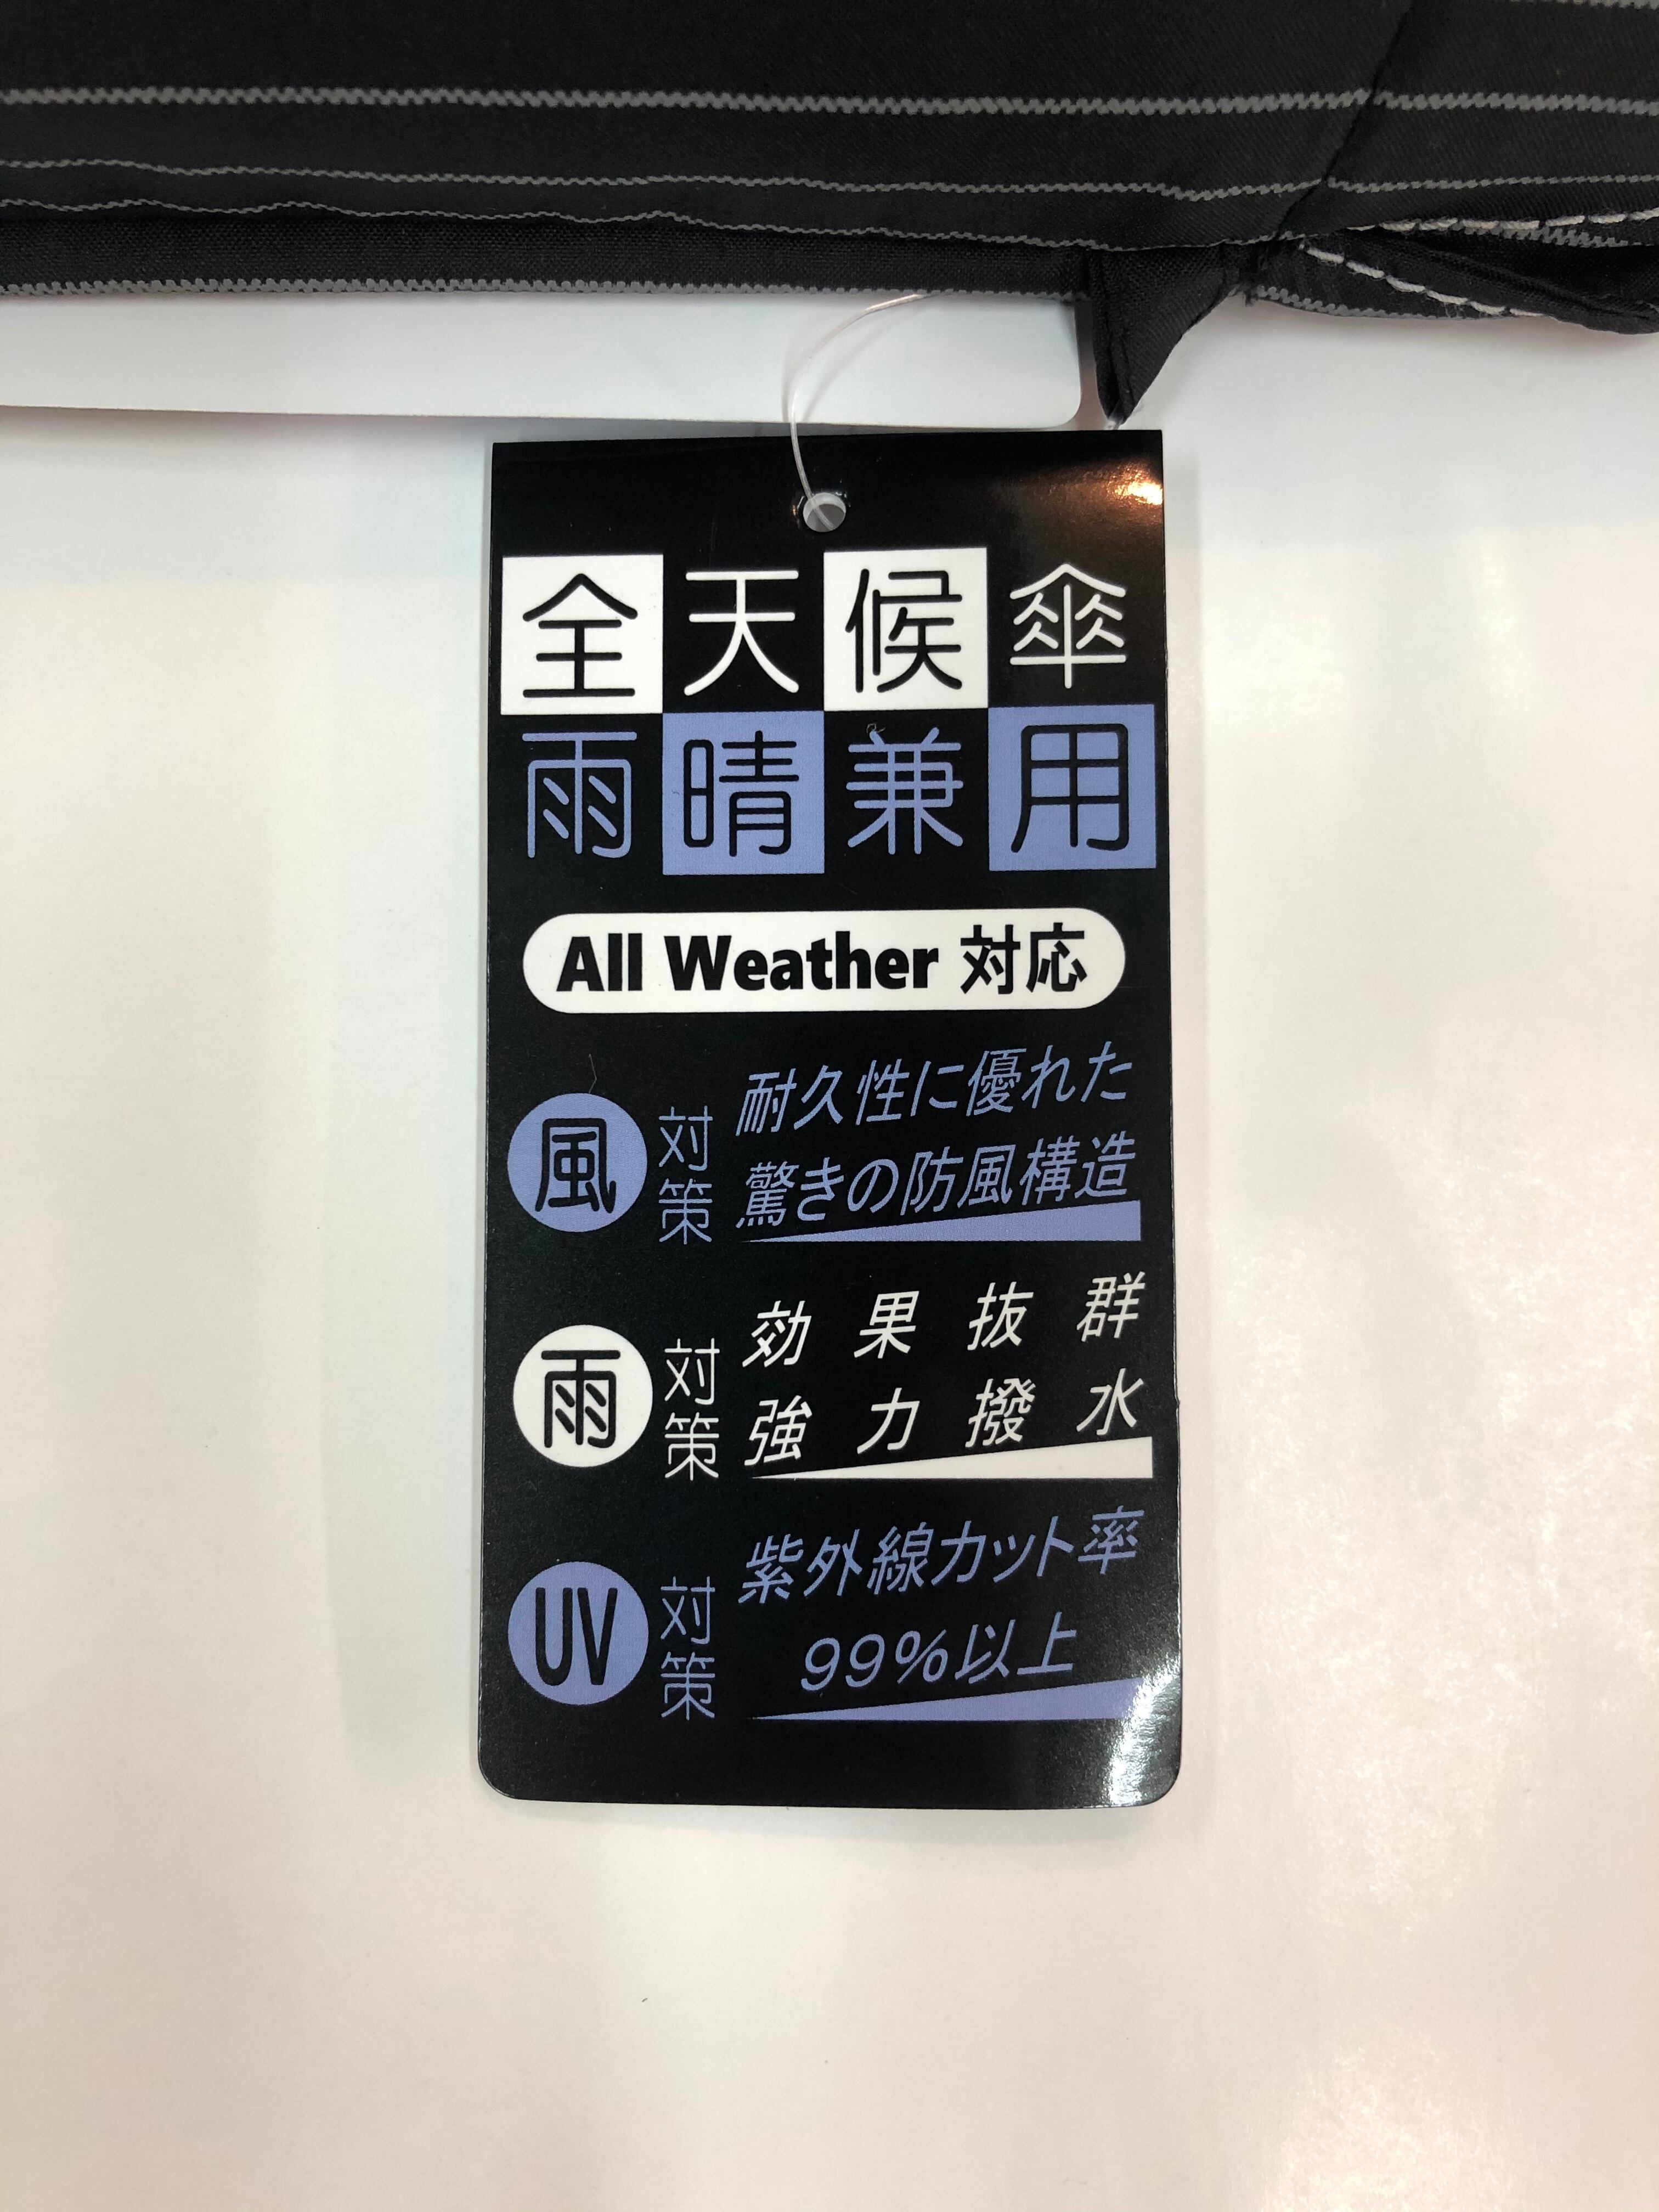 全天候傘
雨晴兼用
All Weather 対応
風対策 耐久性に優れた
驚きの防風構造
雨対策 効果抜群
強力撥水
UV対策 紫外線カット率
99%以上